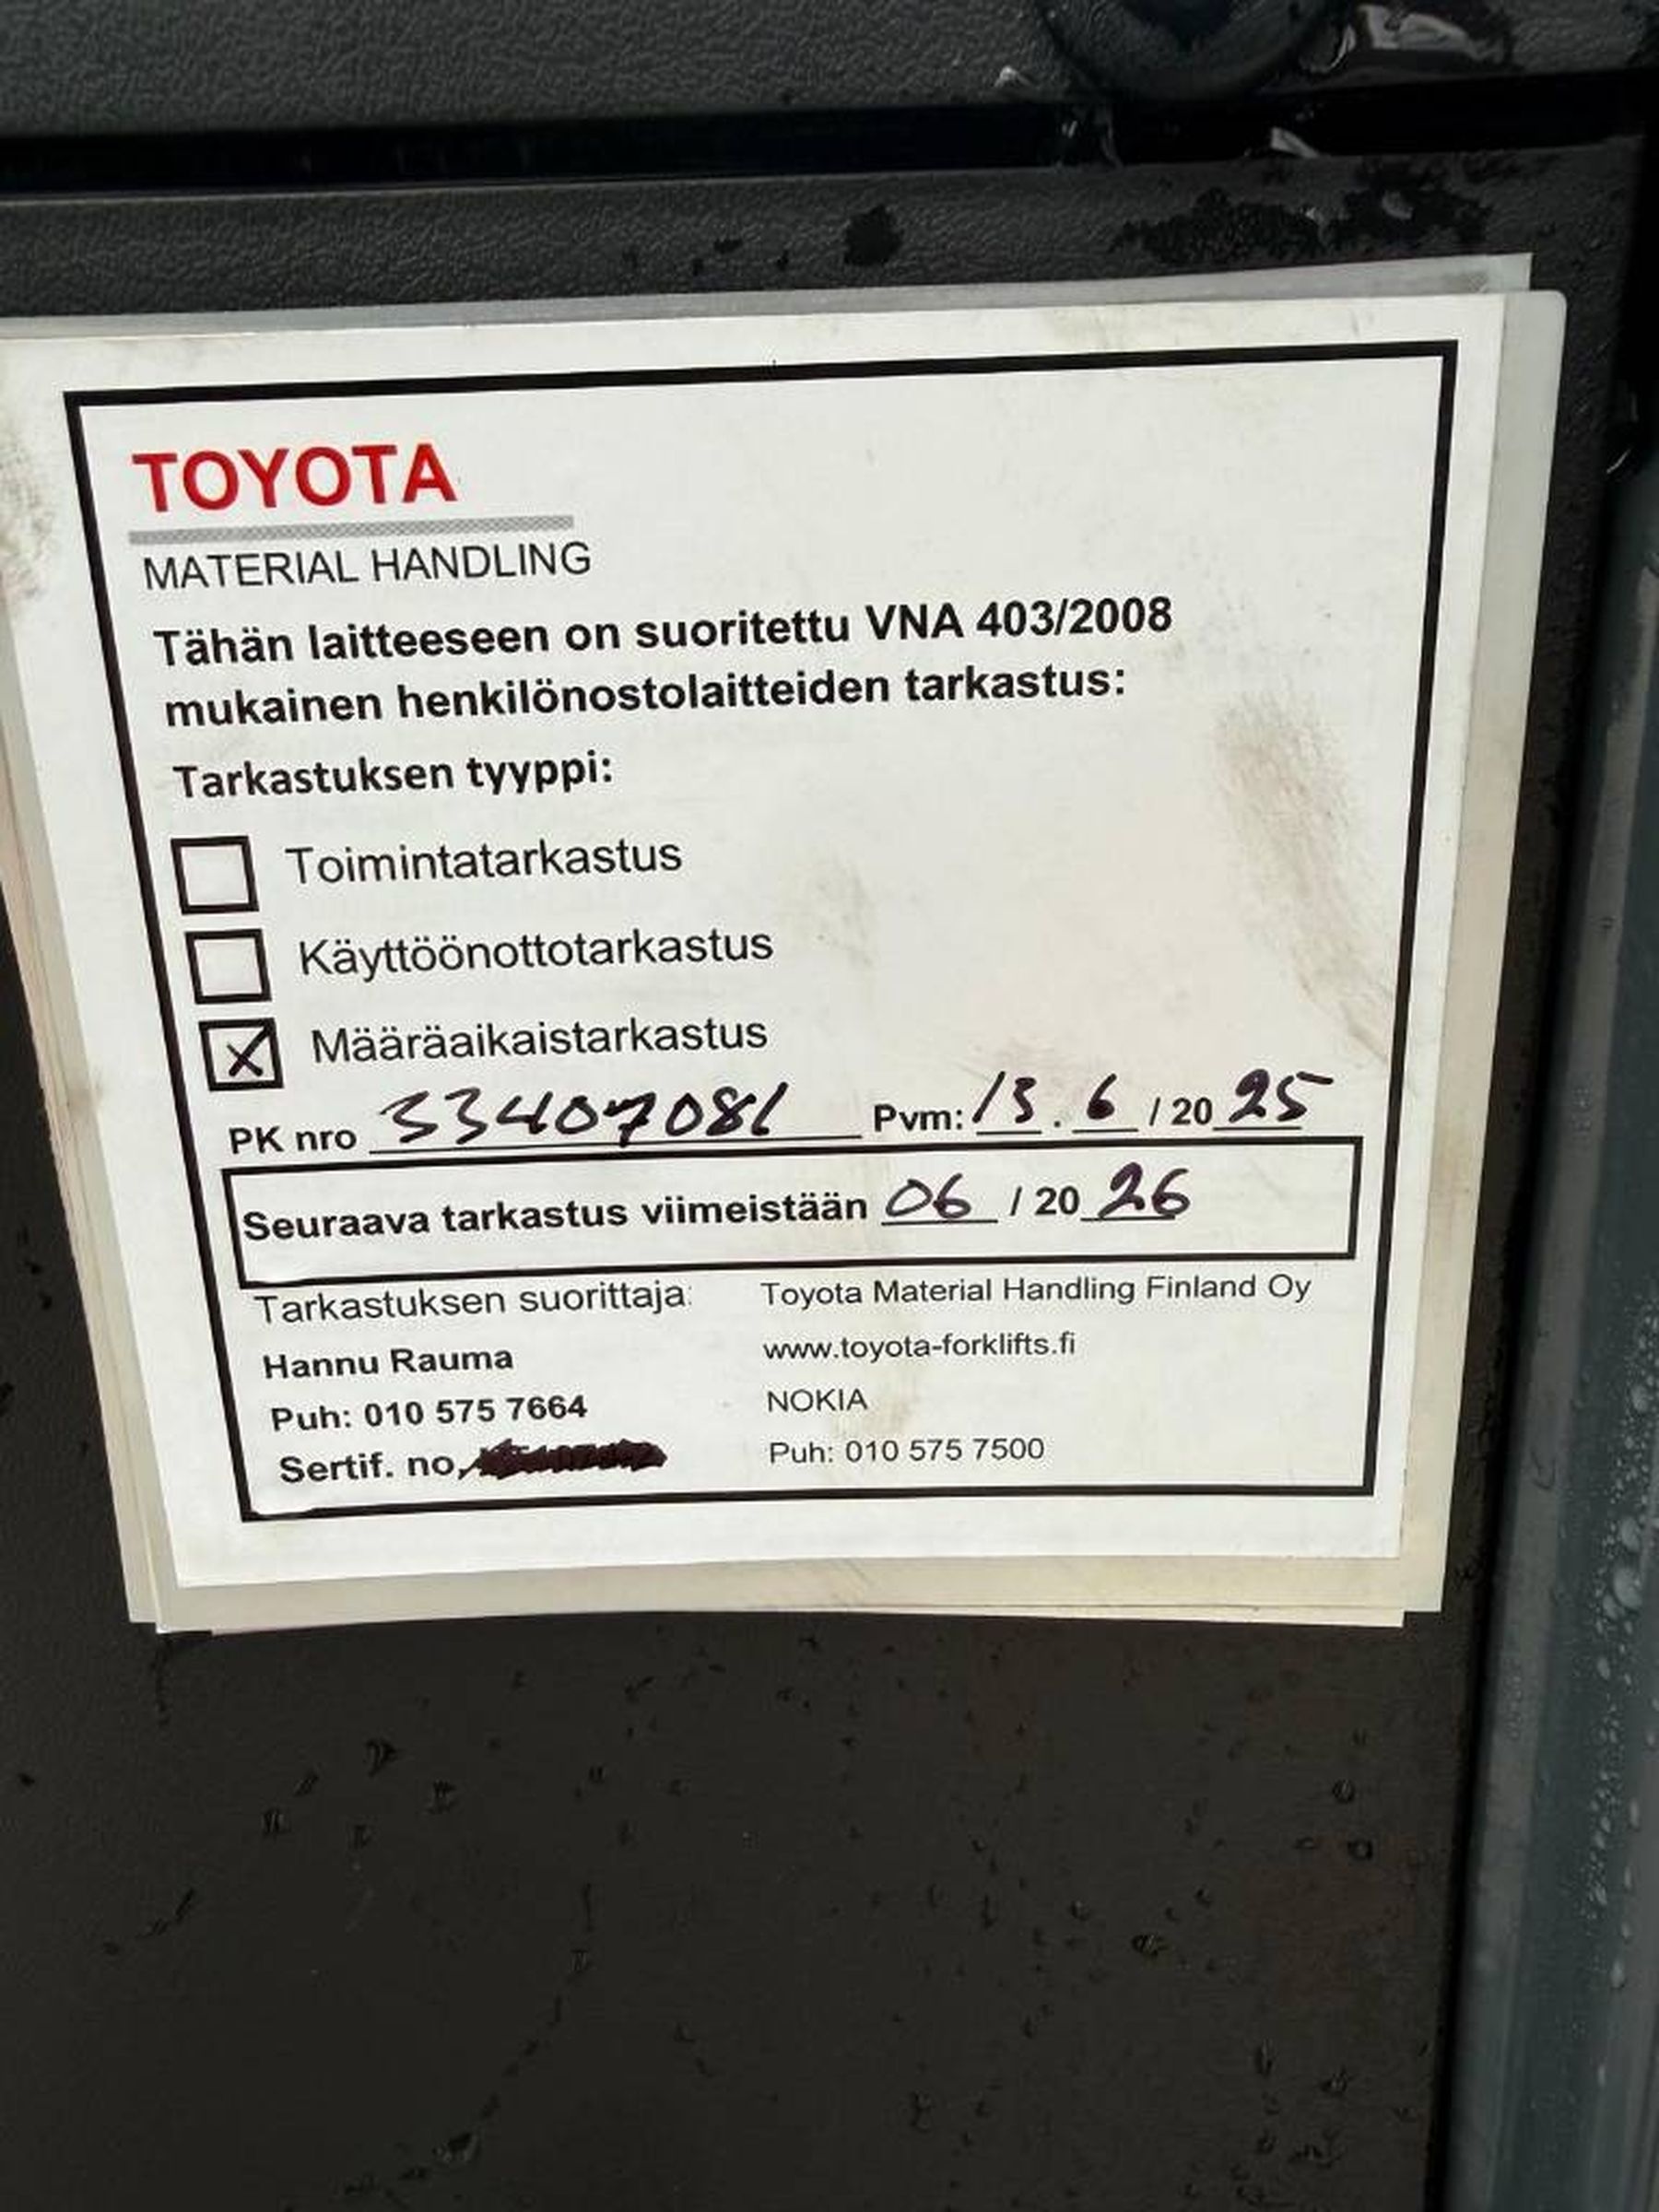 TOYOTA
MATERIAL HANDLING
Tähän laitteeseen on suoritettu VNA 403/2008
mukainen henkilönostolaitteiden tarkastus:
Tarkastuksen tyyppi:
Toimintatarkastus
Käyttöönottotarkastus
Määräaikaistarkastus
PK nro 33407081 Pvm: 13.6/2025
Seuraava tarkastus viimeistään 06/2026
Tarkastuksen suorittaja: Toyota Material Handling Finland Oy
Hannu Rauma www.toyota-forklifts.fi
Puh: 010 575 7664 NOKIA
Sertif. no Puh: 010 575 7500